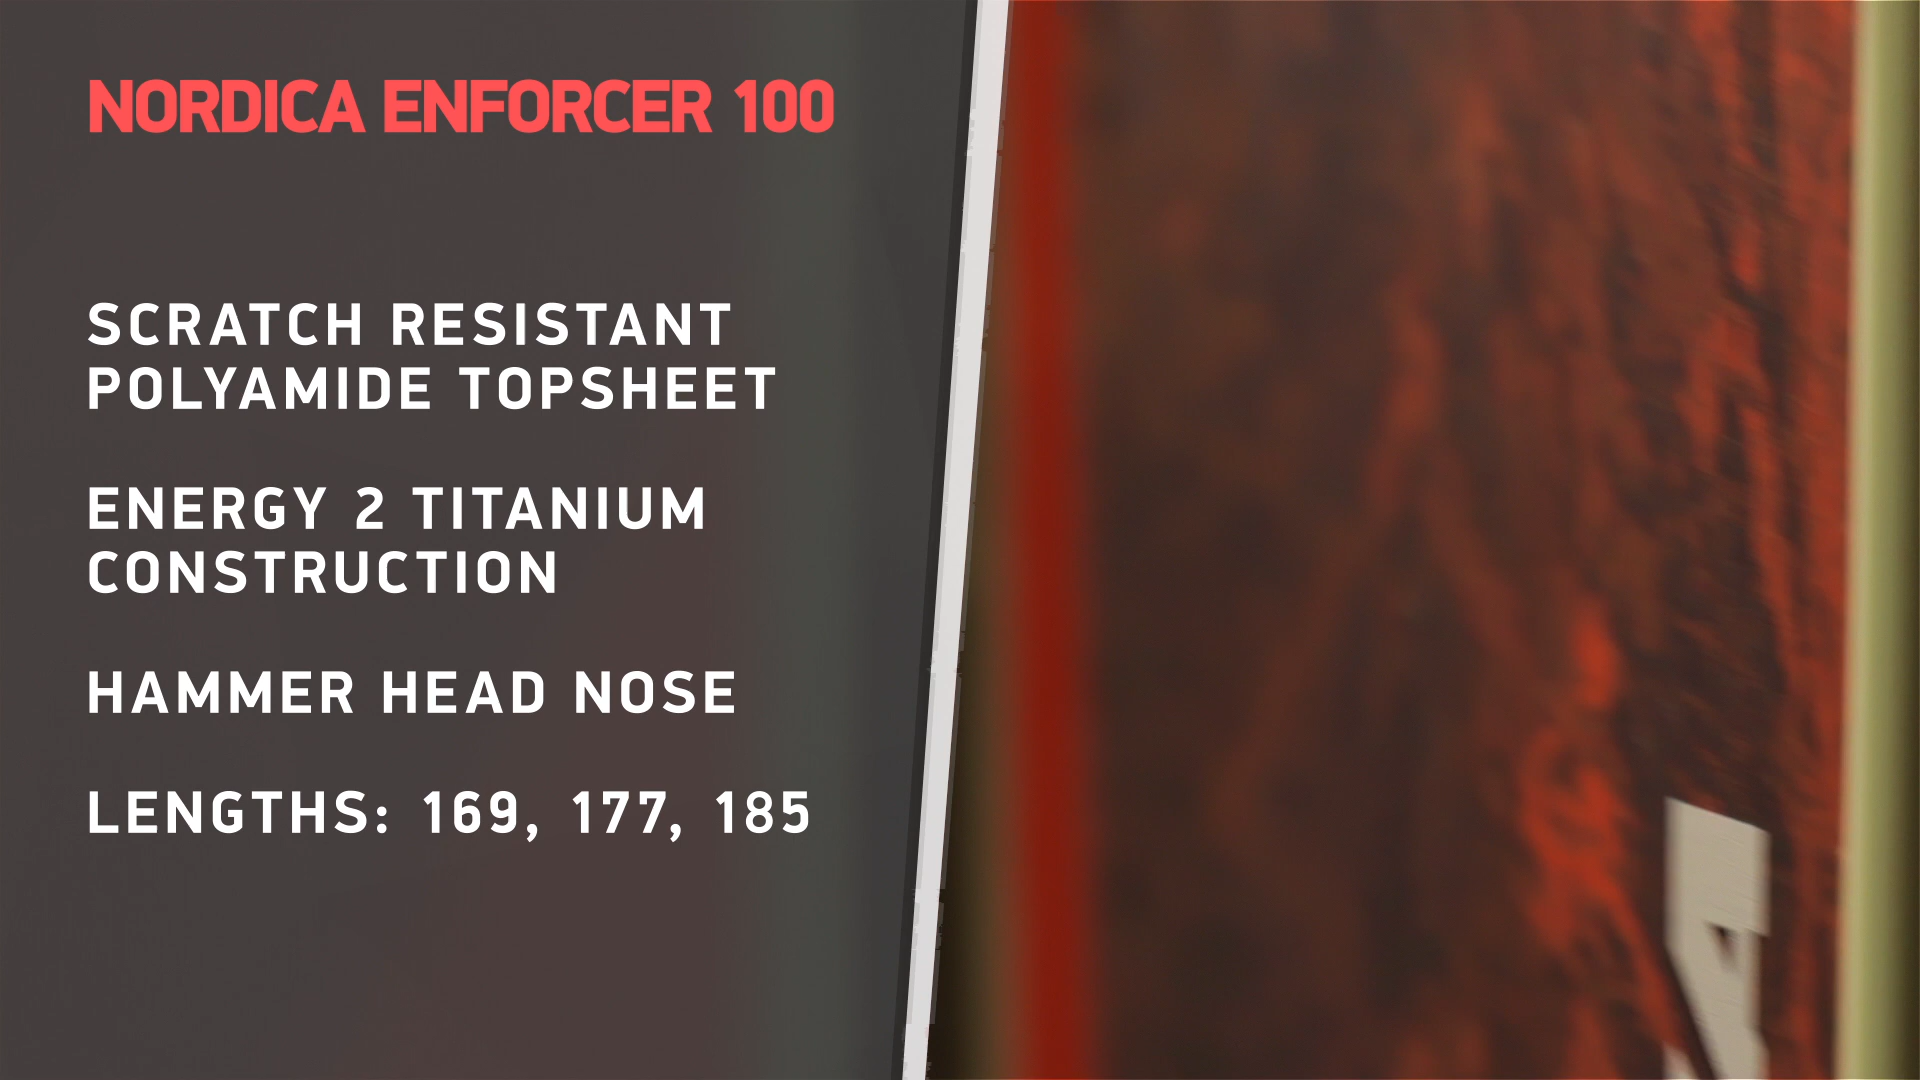 NORDICA ENFORCER 100
SCRATCH RESISTANT
POLYAMIDE TOPSHEET
ENERGY 2 TITANIUM
CONSTRUCTION
HAMMER HEAD NOSE
LENGTHS: 169, 177, 185